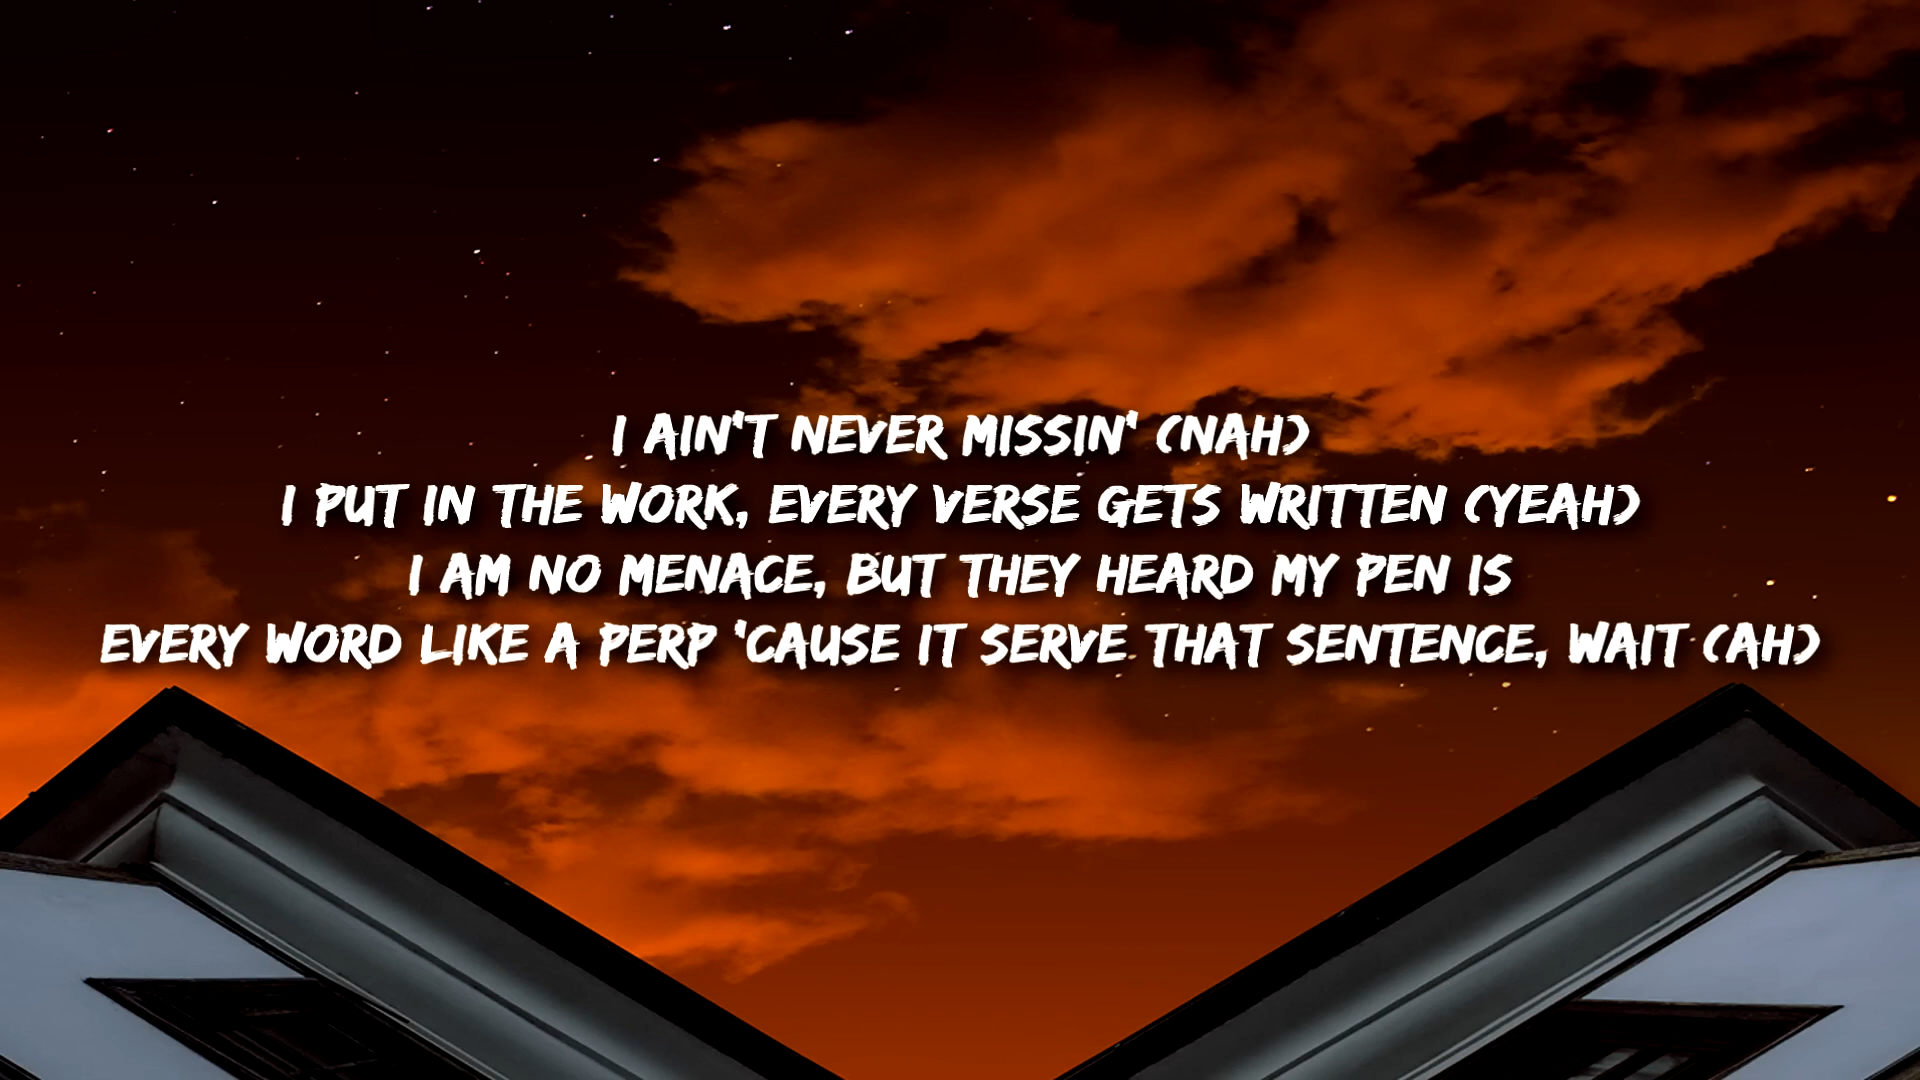 I AIN'T NEVER MISSIN' (NAH)
I PUT IN THE WORK, EVERY VERSE GETS WRITTEN (YEAH)
I AM NO MENACE, BUT THEY HEARD MY PEN IS
EVERY WORD LIKE A PERP 'CAUSE IT SERVE THAT SENTENCE, WAIT (AH)